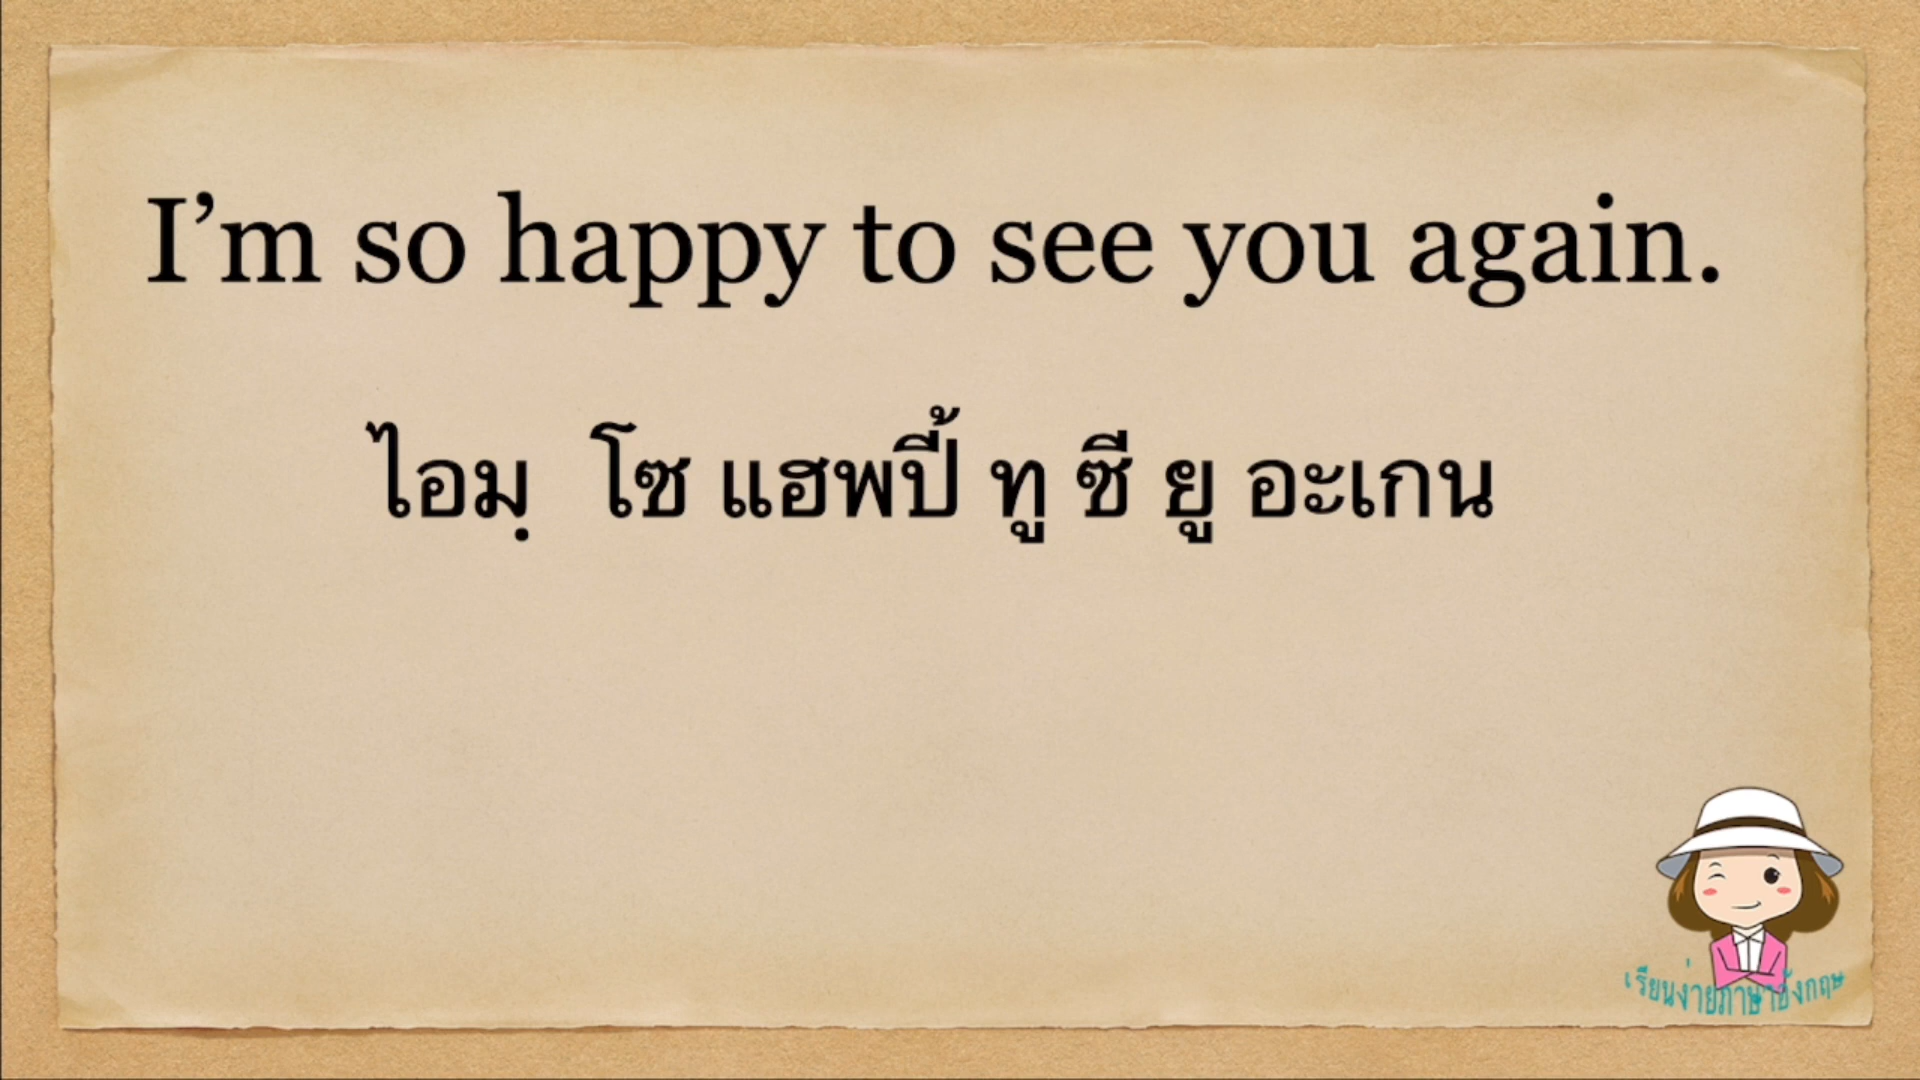 I’m so happy to see you again.
ไอมฺ โซ แฮพปี้ ทู ซี ยู อะเกน
เรียนง่ายภาษาอังกฤษ